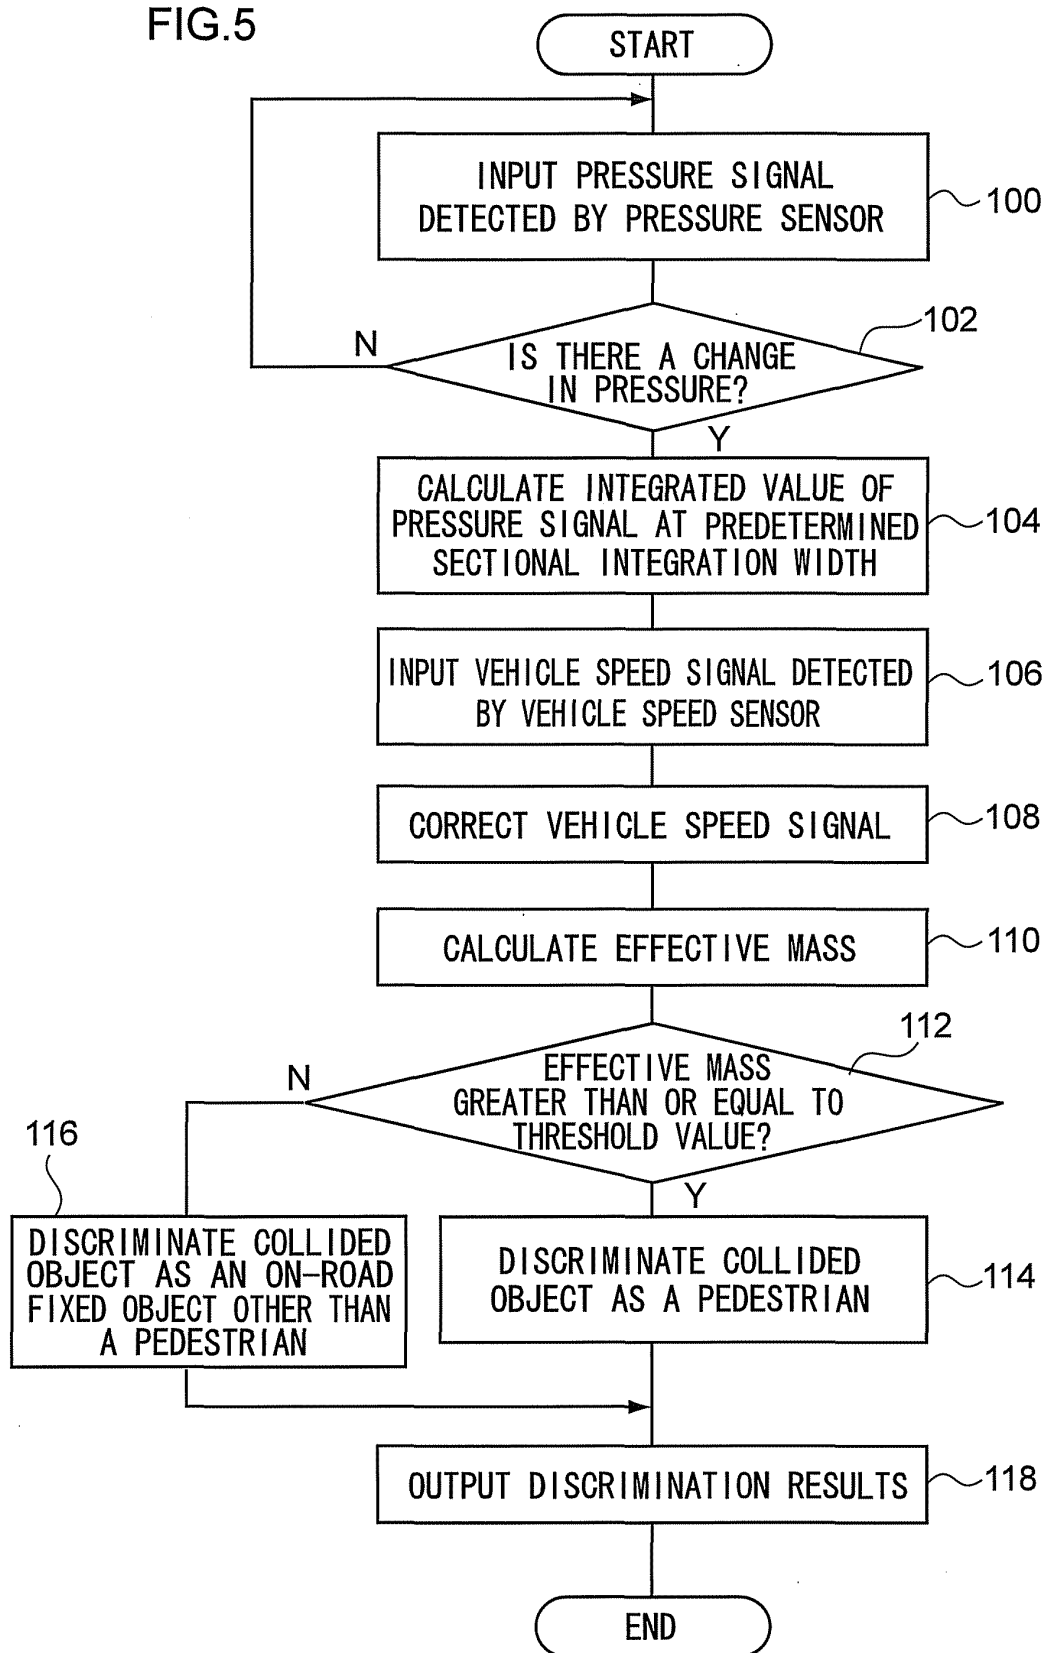 FIG.5
START
INPUT PRESSURE SIGNAL
DETECTED BY PRESSURE SENSOR
100
102
N
IS THERE A CHANGE
IN PRESSURE?
Y
CALCULATE INTEGRATED VALUE OF
PRESSURE SIGNAL AT PREDETERMINED
SECTIONAL INTEGRATION WIDTH
104
INPUT VEHICLE SPEED SIGNAL DETECTED
BY VEHICLE SPEED SENSOR
106
CORRECT VEHICLE SPEED SIGNAL
108
CALCULATE EFFECTIVE MASS
110
112
N
EFFECTIVE MASS
GREATER THAN OR EQUAL TO
THRESHOLD VALUE?
Y
116
DISCRIMINATE COLLIDED
OBJECT AS AN ON-ROAD
FIXED OBJECT OTHER THAN
A PEDESTRIAN
DISCRIMINATE COLLIDED
OBJECT AS A PEDESTRIAN
114
OUTPUT DISCRIMINATION RESULTS
118
END